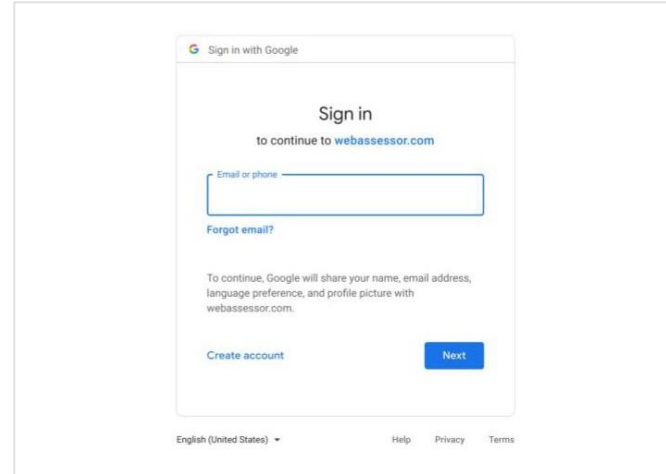 Sign in with Google
Sign in
to continue to webassessor.com
Email or phone
Forgot email?
To continue, Google will share your name, email address,
language preference, and profile picture with
webassessor.com.
Create account
Next
English (United States)
Help
Privacy
Terms